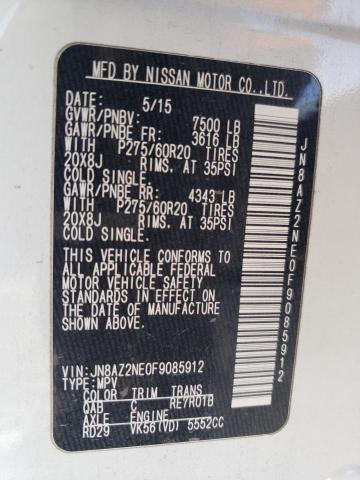 MFD BY NISSAN MOTOR CO., LTD.
DATE: 5/15
GVWR/PNBV: 7500 LB
GAWR/PNBE FR: 3616 LB
WITH P275/60R20 TIRES
20X8J RIMS, AT 35PSI
COLD SINGLE.
GAWR/PNBE RR: 4343 LB
WITH P275/60R20 TIRES
20X8J RIMS, AT 35PSI
COLD SINGLE.
THIS VEHICLE CONFORMS TO
ALL APPLICABLE FEDERAL
MOTOR VEHICLE SAFETY
STANDARDS IN EFFECT ON
THE DATE OF MANUFACTURE
SHOWN ABOVE.
VIN: JN8AZ2NE0F9085912
TYPE: MPV
COLOR TRIM TRANS
QAB C RE7R01B
AXLE ENGINE
RD29 VK56(VD) 5552CC
JN8AZ2NE0F9085912